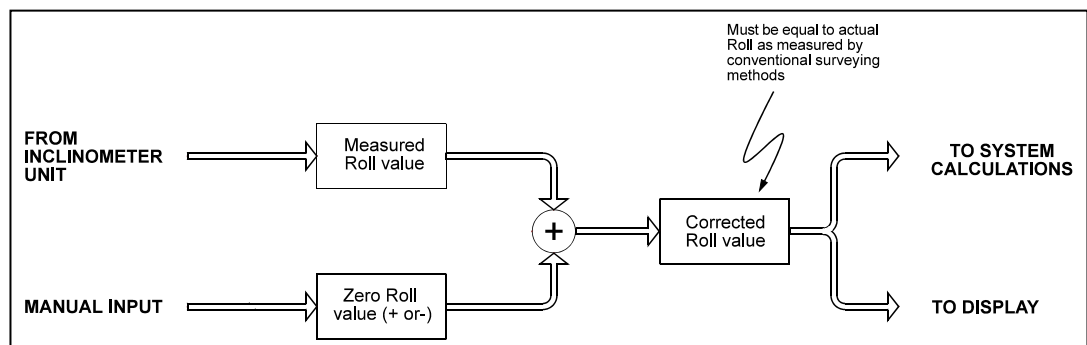 Must be equal to actual
Roll as measured by
conventional surveying
methods
FROM
INCLINOMETER
UNIT
Measured
Roll value
TO SYSTEM
CALCULATIONS
+
Corrected
Roll value
MANUAL INPUT
Zero Roll
value (+ or-)
TO DISPLAY